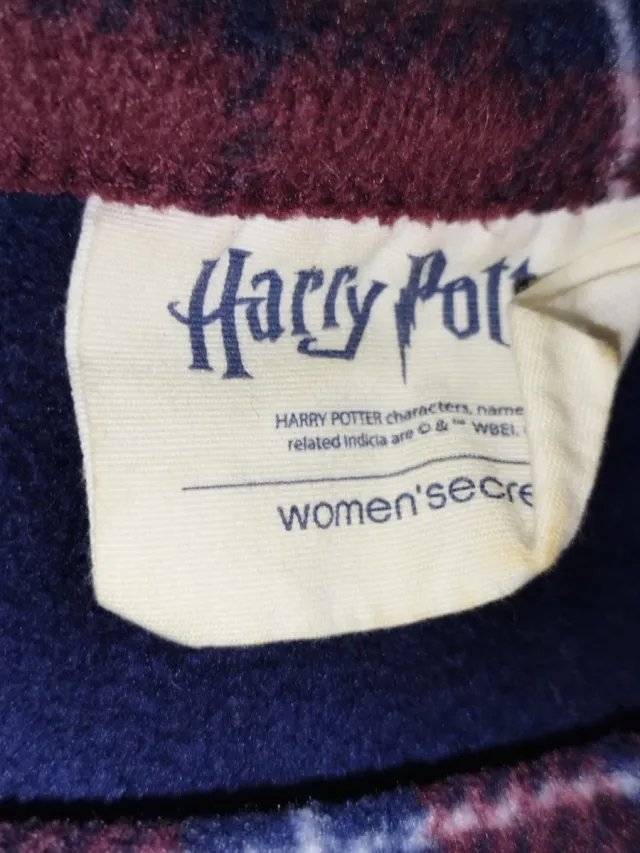 Harry Pott
HARRY POTTER characters, name
related indicia are © & ™ WBEI.
women'secre